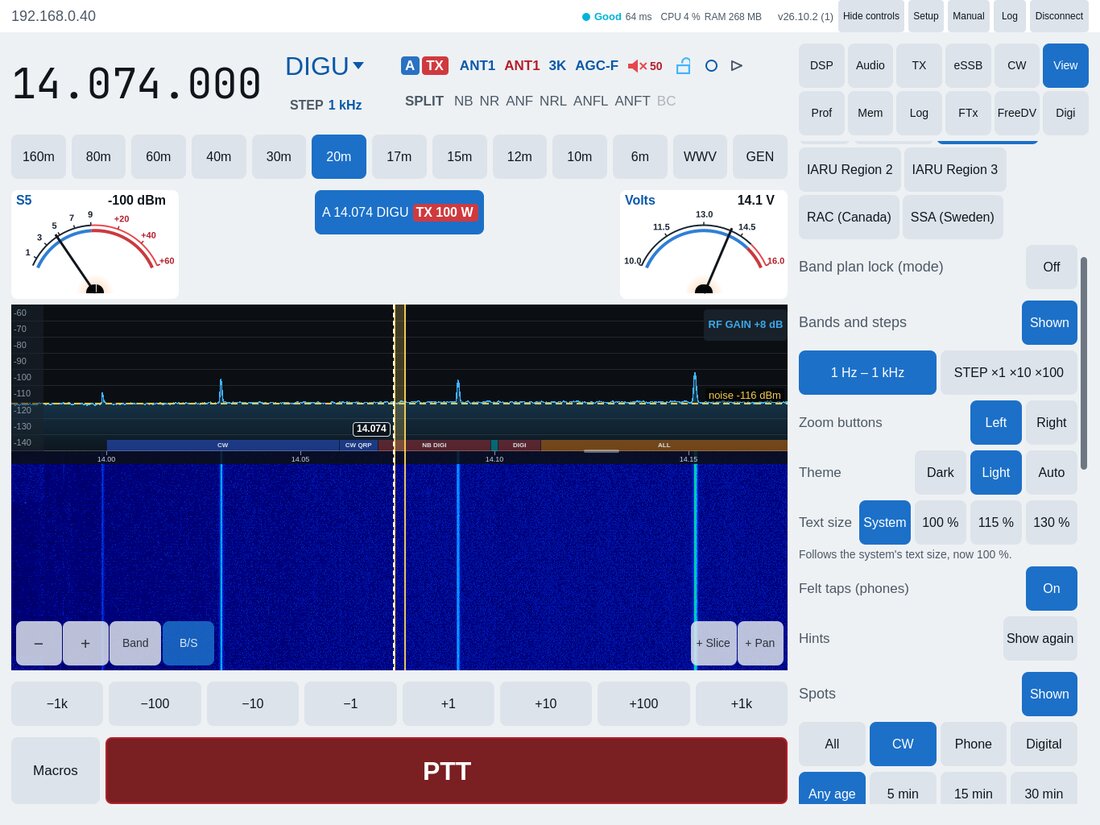 192.168.0.40
Good 64 ms CPU 4 % RAM 268 MB v26.10.2 (1) Hide controls Setup Manual Log Disconnect
14.074.000
DIGU
STEP 1 kHz
A TX ANT1 ANT1 3K AGC-F 50
SPLIT NB NR ANF NRL ANFL ANFT BC
160m 80m 60m 40m 30m 20m 17m 15m 12m 10m 6m WWV GEN
S5 -100 dBm
1 3 5 7 9 +20 +40 +60
A 14.074 DIGU TX 100 W
Volts 14.1 V
10.0 11.5 13.0 14.5 16.0
-60
-70
-80
-90
-100
-110
-120
-130
-140
RF GAIN +8 dB
noise -116 dBm
14.074
CW CW QRP NB DIGI DIGI ALL
14.00 14.05 14.10 14.15
− + Band B/S + Slice + Pan
−1k −100 −10 −1 +1 +10 +100 +1k
Macros PTT
DSP Audio TX eSSB CW View
Prof Mem Log FTx FreeDV Digi
IARU Region 2 IARU Region 3
RAC (Canada) SSA (Sweden)
Band plan lock (mode) Off
Bands and steps Shown
1 Hz – 1 kHz STEP ×1 ×10 ×100
Zoom buttons Left Right
Theme Dark Light Auto
Text size System 100 % 115 % 130 %
Follows the system's text size, now 100 %.
Felt taps (phones) On
Hints Show again
Spots Shown
All CW Phone Digital
Any age 5 min 15 min 30 min